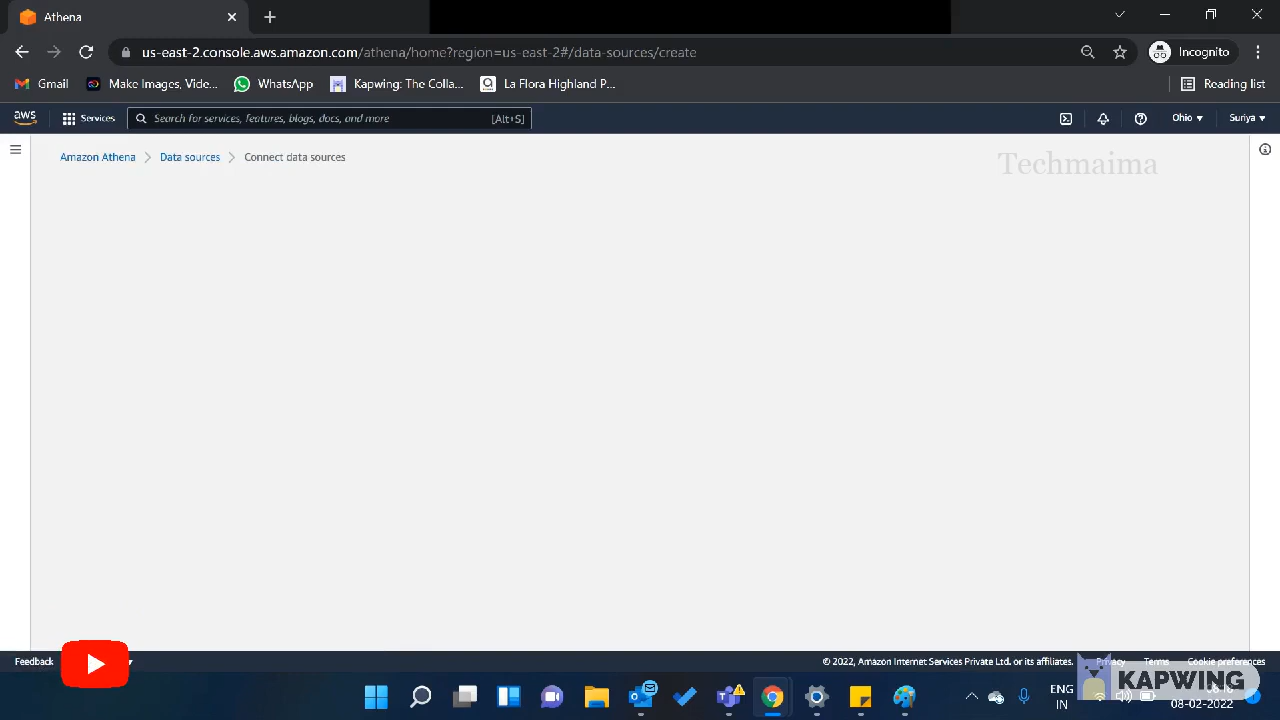 Athena
us-east-2.console.aws.amazon.com/athena/home?region=us-east-2#/data-sources/create
Incognito
Gmail
Make Images, Vide...
WhatsApp
Kapwing: The Colla...
La Flora Highland P...
Reading list
aws
Services
Search for services, features, blogs, docs, and more
[Alt+S]
Ohio
Suriya
Amazon Athena
Data sources
Connect data sources
Techmaima
Feedback
© 2022, Amazon Internet Services Private Ltd. or its affiliates.
Privacy
Terms
Cookie preferences
KAPWING
ENG
IN
08-02-2022